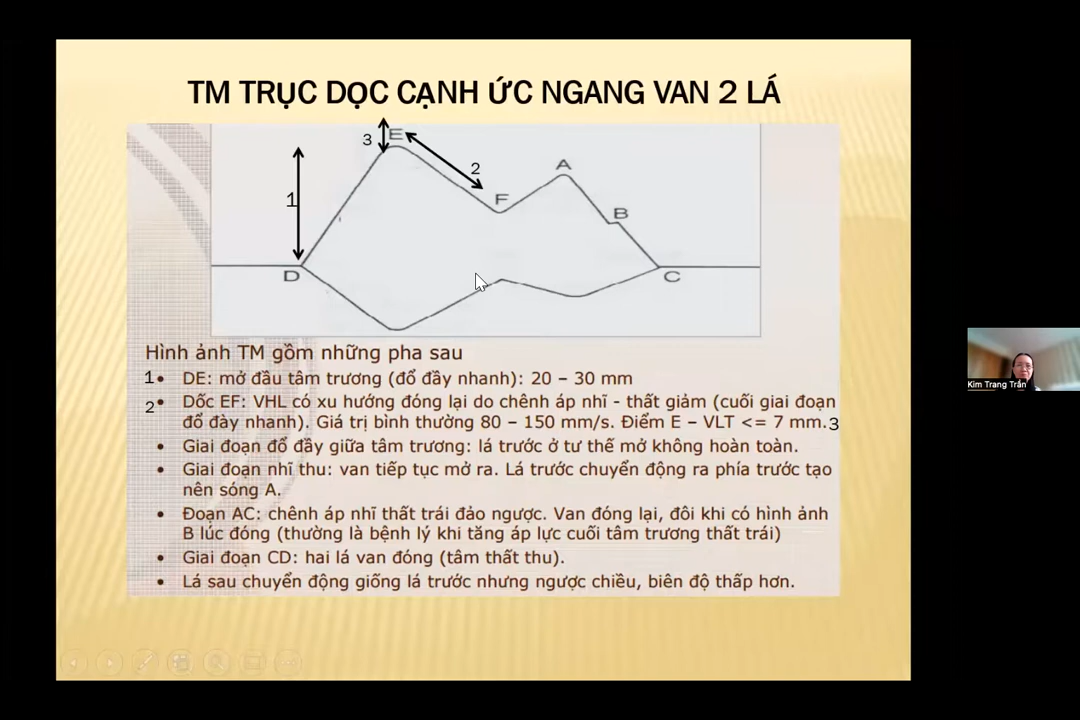 TM TRỤC DỌC CẠNH ỨC NGANG VAN 2 LÁ
3 E
2
A
1
F
B
D
C
Hình ảnh TM gồm những pha sau
1• DE: mở đầu tâm trương (đổ đầy nhanh): 20 – 30 mm
2• Dốc EF: VHL có xu hướng đóng lại do chênh áp nhĩ - thất giảm (cuối giai đoạn
đổ đày nhanh). Giá trị bình thường 80 – 150 mm/s. Điểm E – VLT <= 7 mm.3
• Giai đoạn đổ đầy giữa tâm trương: lá trước ở tư thế mở không hoàn toàn.
• Giai đoạn nhĩ thu: van tiếp tục mở ra. Lá trước chuyển động ra phía trước tạo
nên sóng A.
• Đoạn AC: chênh áp nhĩ thất trái đảo ngược. Van đóng lại, đôi khi có hình ảnh
B lúc đóng (thường là bệnh lý khi tăng áp lực cuối tâm trương thất trái)
• Giai đoạn CD: hai lá van đóng (tâm thất thu).
• Lá sau chuyển động giống lá trước nhưng ngược chiều, biên độ thấp hơn.
Kim Trang Trần